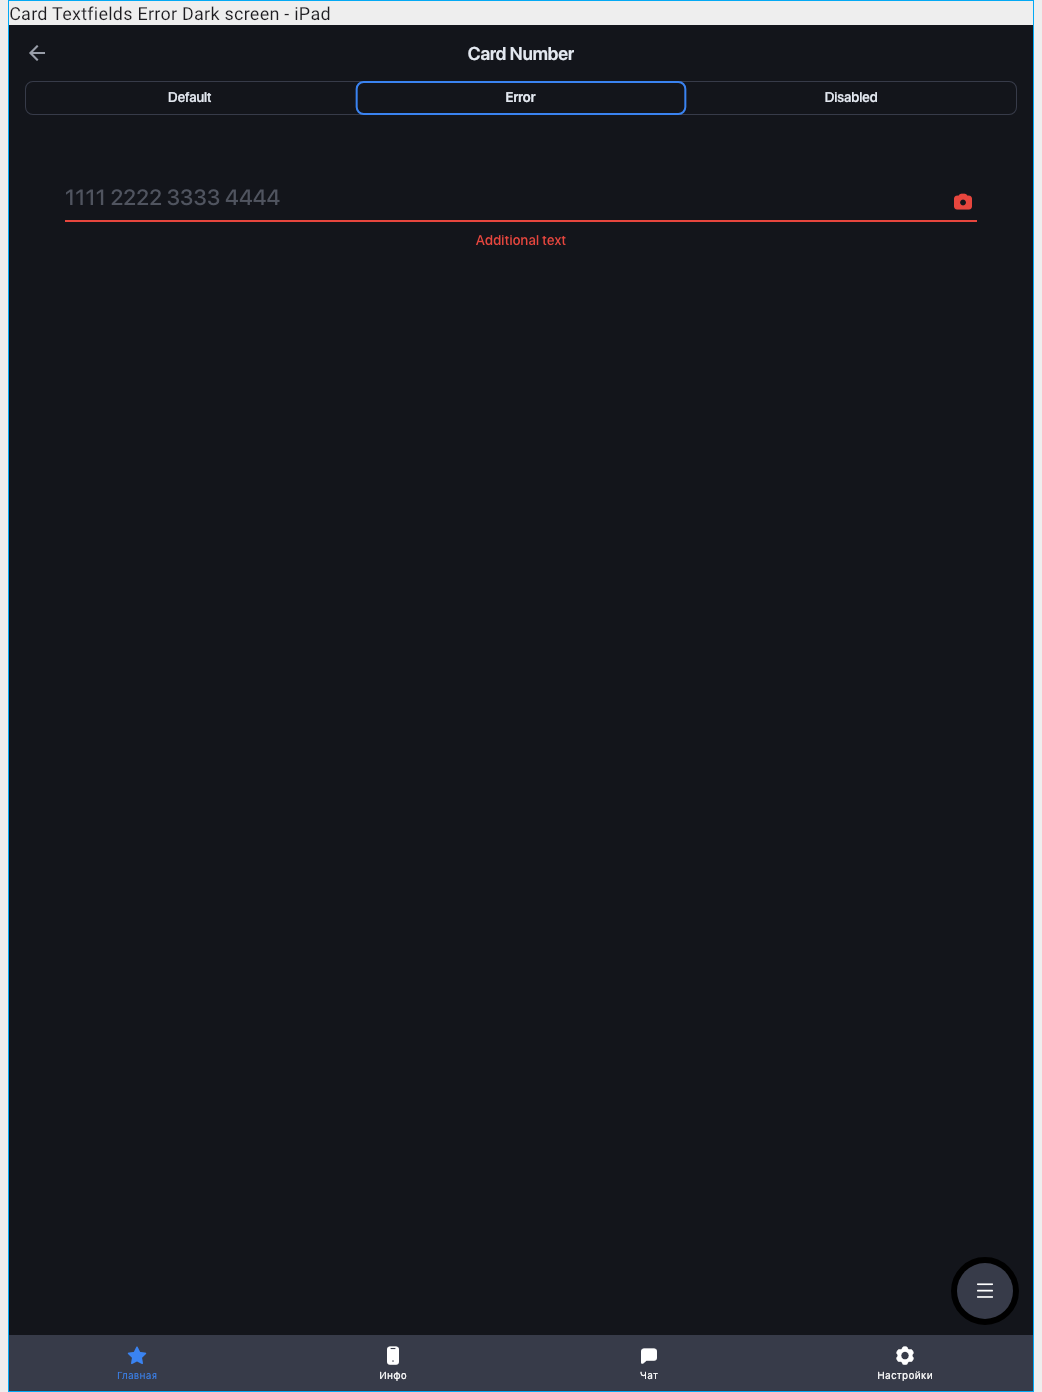 Card Textfields Error Dark screen - iPad
Card Number
Default Error Disabled
1111 2222 3333 4444
Additional text
Главная Инфо Чат Настройки